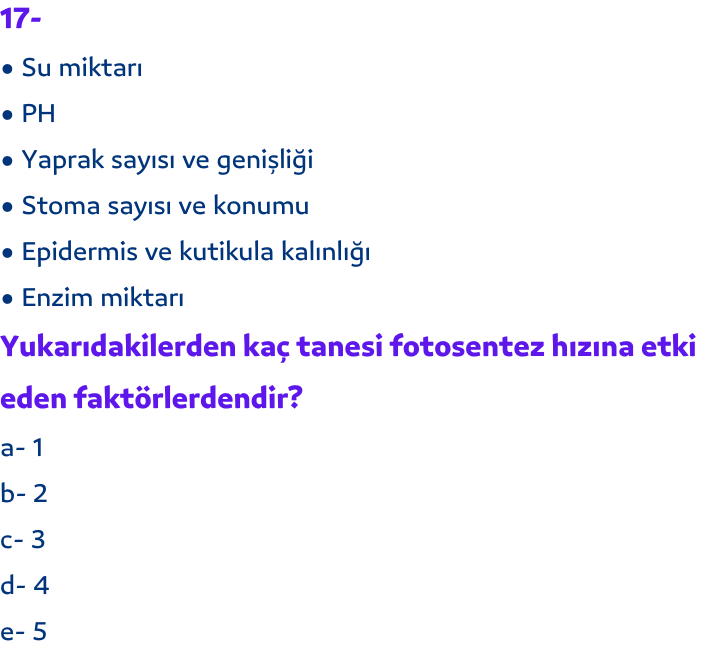 17-
• Su miktarı
• PH
• Yaprak sayısı ve genişliği
• Stoma sayısı ve konumu
• Epidermis ve kutikula kalınlığı
• Enzim miktarı
Yukarıdakilerden kaç tanesi fotosentez hızına etki
eden faktörlerdendir?
a- 1
b- 2
c- 3
d- 4
e- 5